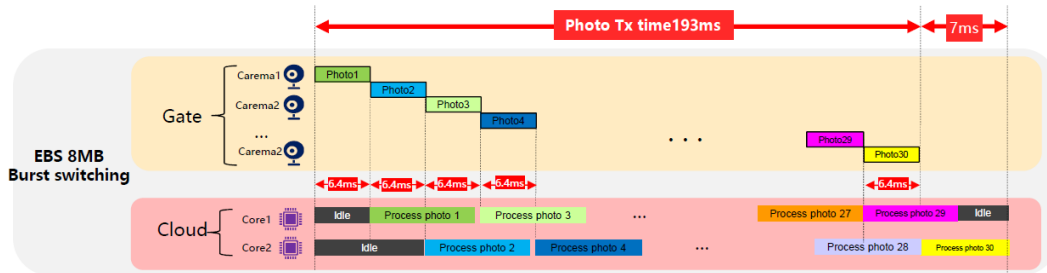 Photo Tx time193ms
7ms
Carema1
Photo1
Photo2
Carema2
Photo3
Photo4
Gate
...
...
Carema2
Photo29
Photo30
EBS 8MB
Burst switching
6.4ms
6.4ms
6.4ms
6.4ms
6.4ms
Core1
Idle
Process photo 1
Process photo 3
...
Process photo 27
Process photo 29
Idle
Cloud
Core2
Idle
Process photo 2
Process photo 4
...
Process photo 28
Process photo 30